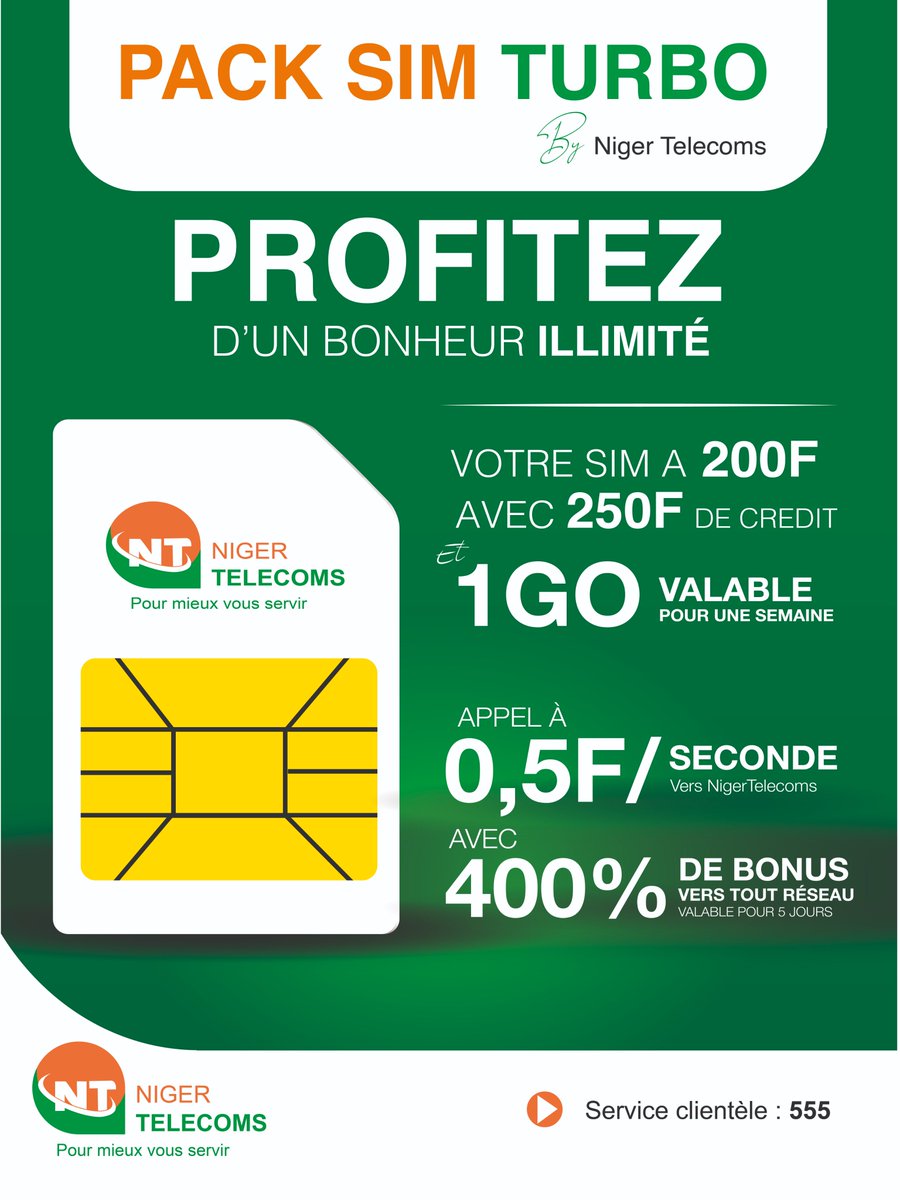 PACK SIM TURBO
By Niger Telecoms
PROFITEZ
D'UN BONHEUR ILLIMITÉ
VOTRE SIM A 200F
AVEC 250F DE CREDIT
Et
1GO VALABLE
POUR UNE SEMAINE
NT NIGER
TELECOMS
Pour mieux vous servir
APPEL À
0,5F/ SECONDE
Vers NigerTelecoms
AVEC
400% DE BONUS
VERS TOUT RÉSEAU
VALABLE POUR 5 JOURS
NT NIGER
TELECOMS
Pour mieux vous servir
Service clientèle : 555